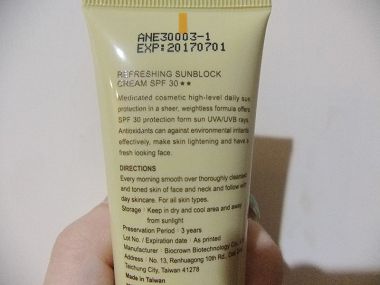 ANE30003-1
EXP:20170701
REFRESHING SUNBLOCK
CREAM SPF 30★★
Medicated cosmetic high-level daily sun
protection in a sheer, weightless formula offers
SPF 30 protection form sun UVA/UVB rays.
Antioxidants can against environmental irritants
effectively, make skin lightening and have a
fresh looking face.
DIRECTIONS
Every morning smooth over thoroughly cleansed
and toned skin of face and neck and follow with
day skincare. For all skin types.
Storage : Keep in dry and cool area and away
from sunlight
Preservation Period : 3 years
Lot No. / Expiration date : As printed
Manufacturer : Biocrown Biotechnology Co.,
Address : No. 13, Renhuagong 10th Rd.,
Taichung City, Taiwan 41278
Made in Taiwan